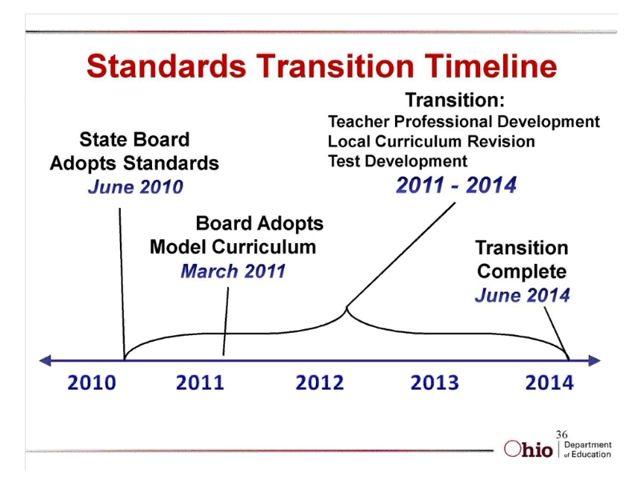 Standards Transition Timeline
State Board
Adopts Standards
June 2010
Board Adopts
Model Curriculum
March 2011
Transition:
Teacher Professional Development
Local Curriculum Revision
Test Development
2011 - 2014
Transition
Complete
June 2014
2010 2011 2012 2013 2014
36
Ohio Department
of Education